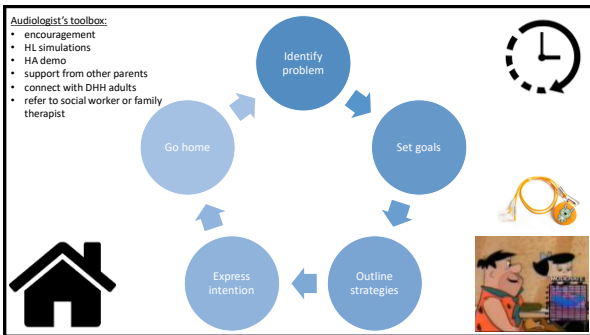 Audiologist's toolbox:
• encouragement
• HL simulations
• HA demo
• support from other parents
• connect with DHH adults
• refer to social worker or family
therapist
Identify
problem
Set goals
Outline
strategies
Express
intention
Go home